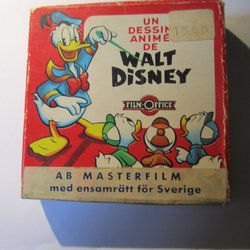 UN
DESSIN
ANIMÉ
DE
WALT
DISNEY
FILM-OFFICE
AB MASTERFILM
med ensamrätt för Sverige